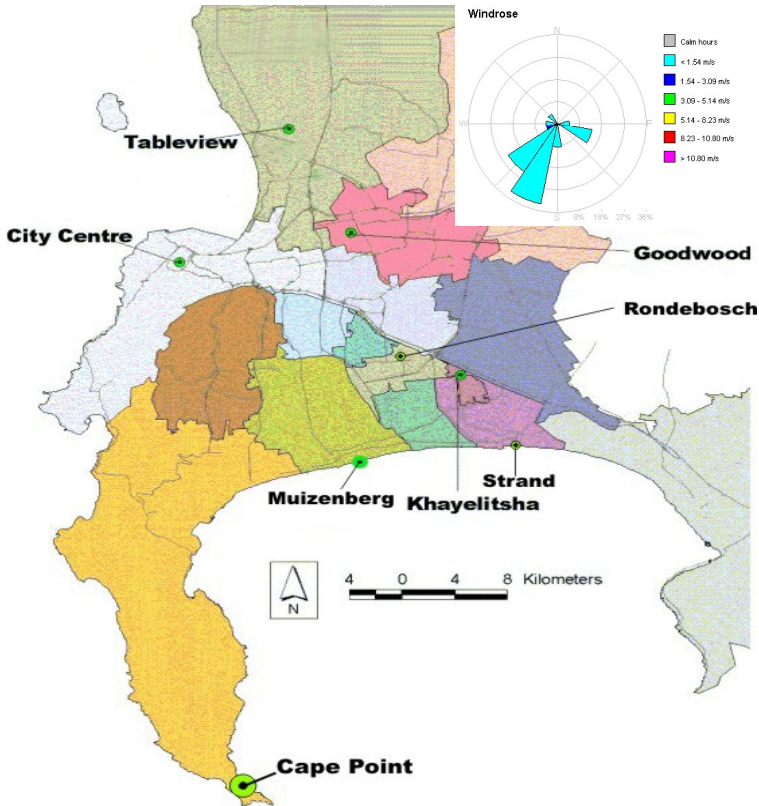 Windrose
N
W
E
S
9%
18%
27%
36%
Calm hours
< 1.54 m/s
1.54 - 3.09 m/s
3.09 - 5.14 m/s
5.14 - 8.23 m/s
8.23 - 10.80 m/s
> 10.80 m/s
Tableview
City Centre
Goodwood
Rondebosch
Strand
Muizenberg
Khayelitsha
N
4 0 4 8 Kilometers
Cape Point